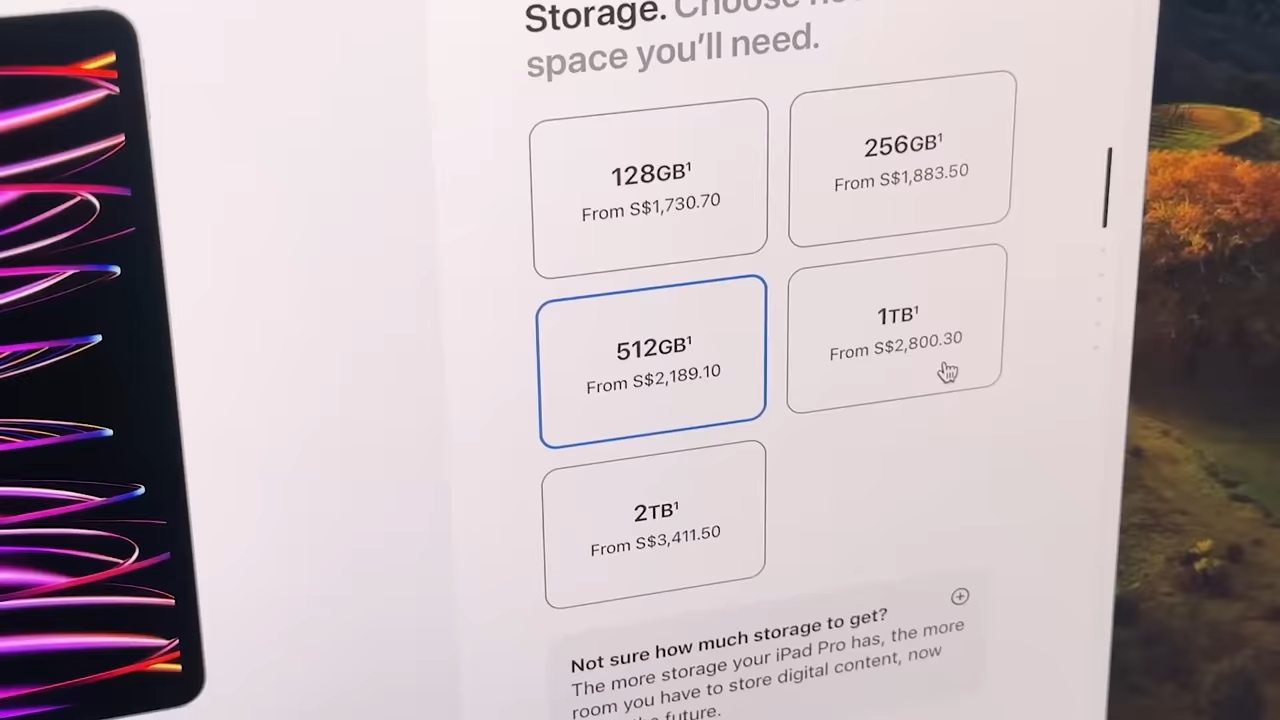 Storage. Choose
space you’ll need.
128GB¹
From S$1,730.70
256GB¹
From S$1,883.50
512GB¹
From S$2,189.10
1TB¹
From S$2,800.30
2TB¹
From S$3,411.50
Not sure how much storage to get?
The more storage your iPad Pro has, the more
room you have to store digital content, now
future.